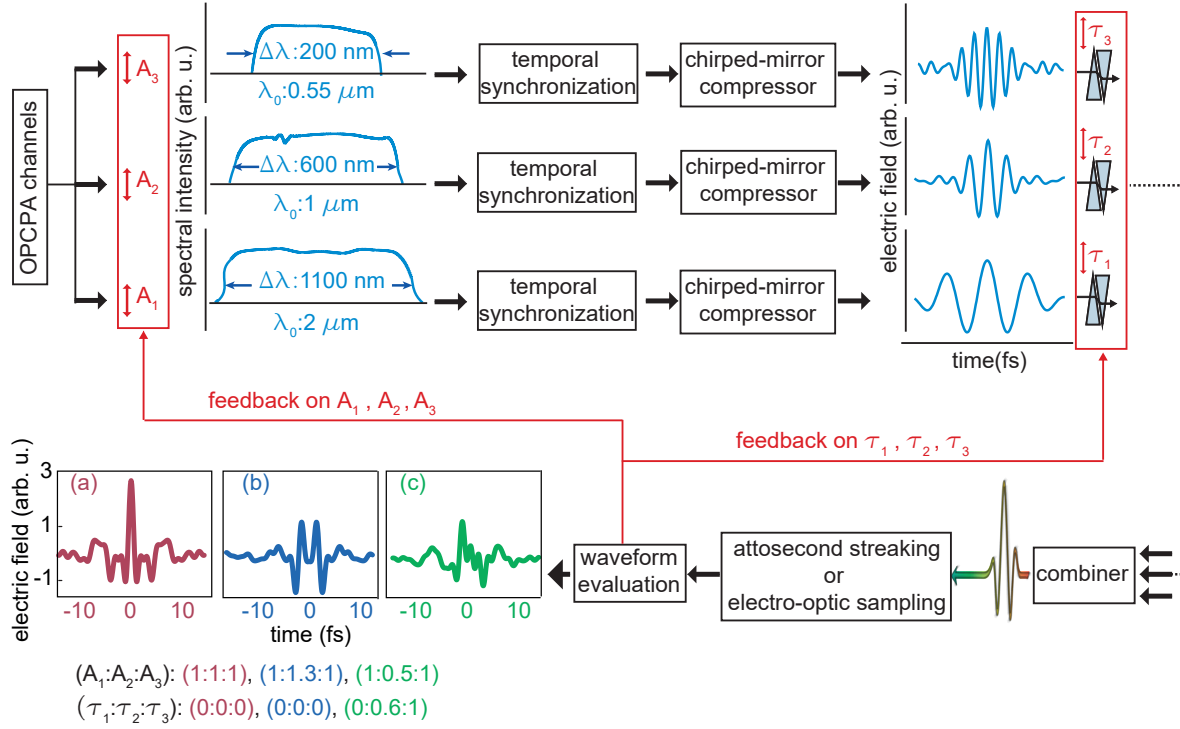 OPCPA channels
A₃
A₂
A₁
spectral intensity (arb. u.)
Δλ:200 nm
λ₀:0.55 μm
Δλ:600 nm
λ₀:1 μm
Δλ:1100 nm
λ₀:2 μm
temporal
synchronization
chirped-mirror
compressor
temporal
synchronization
chirped-mirror
compressor
temporal
synchronization
chirped-mirror
compressor
electric field (arb. u.)
time(fs)
τ₃
τ₂
τ₁
feedback on A₁ , A₂ , A₃
feedback on τ₁ , τ₂ , τ₃
electric field (arb. u.)
3
1
-1
(a)
(b)
(c)
-10 0 10
-10 0 10
-10 0 10
time (fs)
waveform
evaluation
attosecond streaking
or
electro-optic sampling
combiner
(A₁:A₂:A₃): (1:1:1), (1:1.3:1), (1:0.5:1)
(τ₁:τ₂:τ₃): (0:0:0), (0:0:0), (0:0.6:1)